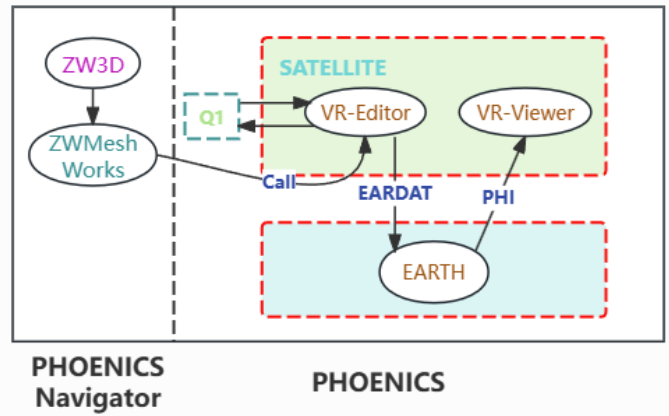 ZW3D
ZWMesh
Works
Q1
SATELLITE
VR-Editor
VR-Viewer
Call
EARDAT
PHI
EARTH
PHOENICS
Navigator
PHOENICS